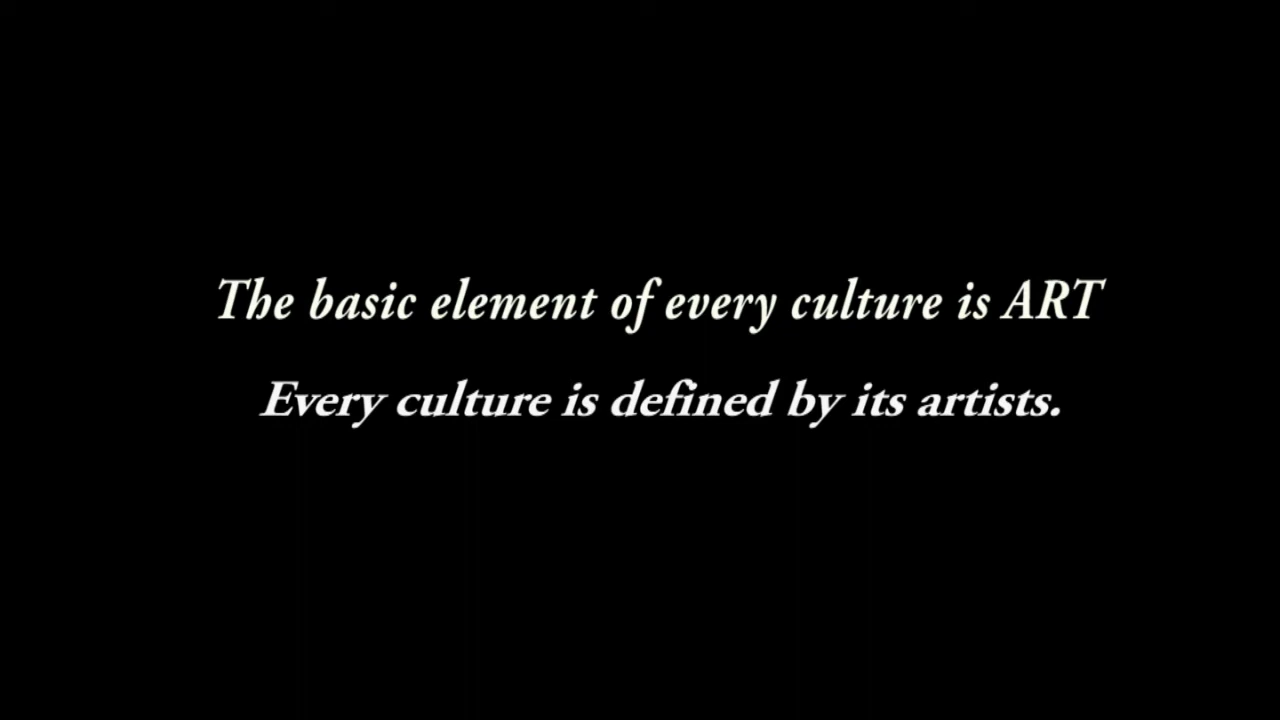 The basic element of every culture is ART
Every culture is defined by its artists.